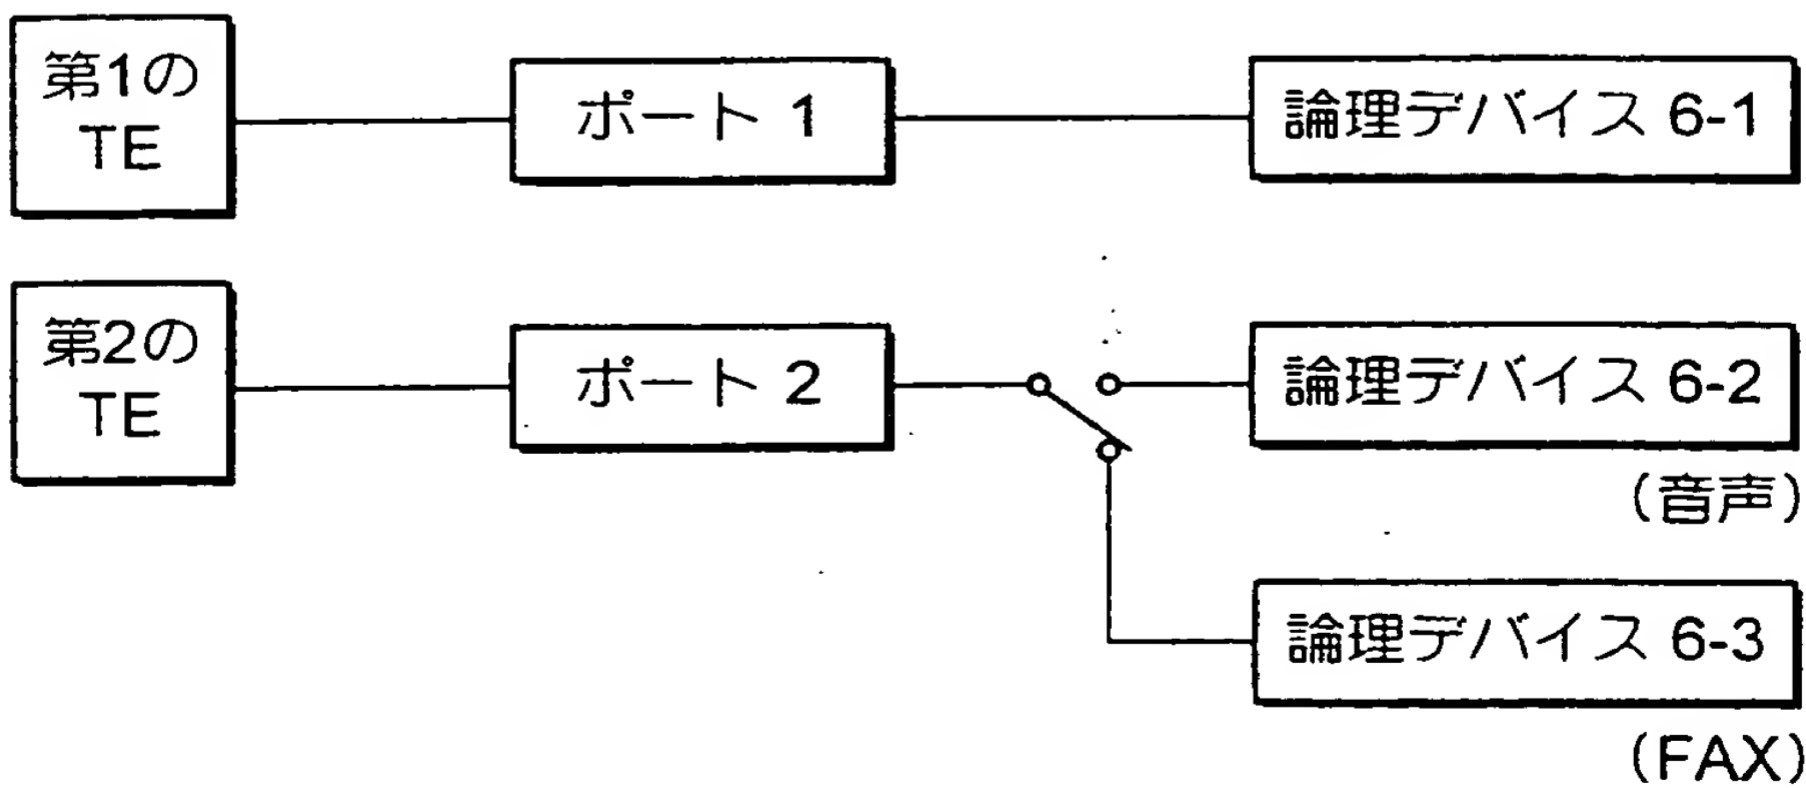 第1の
TE
ポート 1
論理デバイス 6-1
第2の
TE
ポート 2
論理デバイス 6-2
(音声)
論理デバイス 6-3
(FAX)